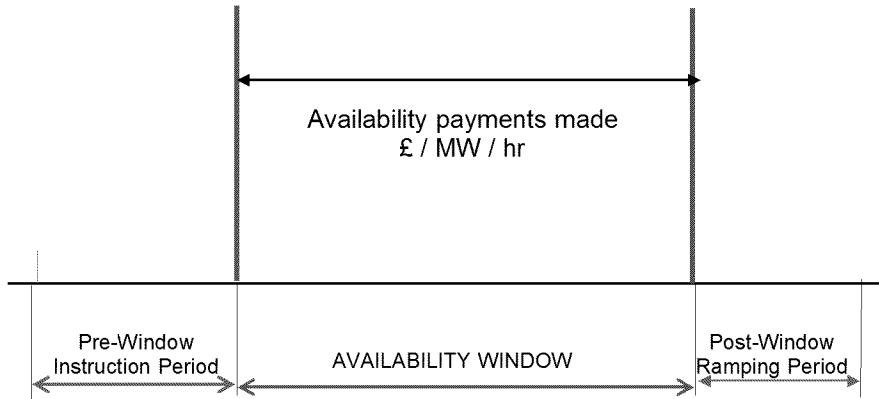 Availability payments made
£ / MW / hr
Pre-Window
Instruction Period
AVAILABILITY WINDOW
Post-Window
Ramping Period